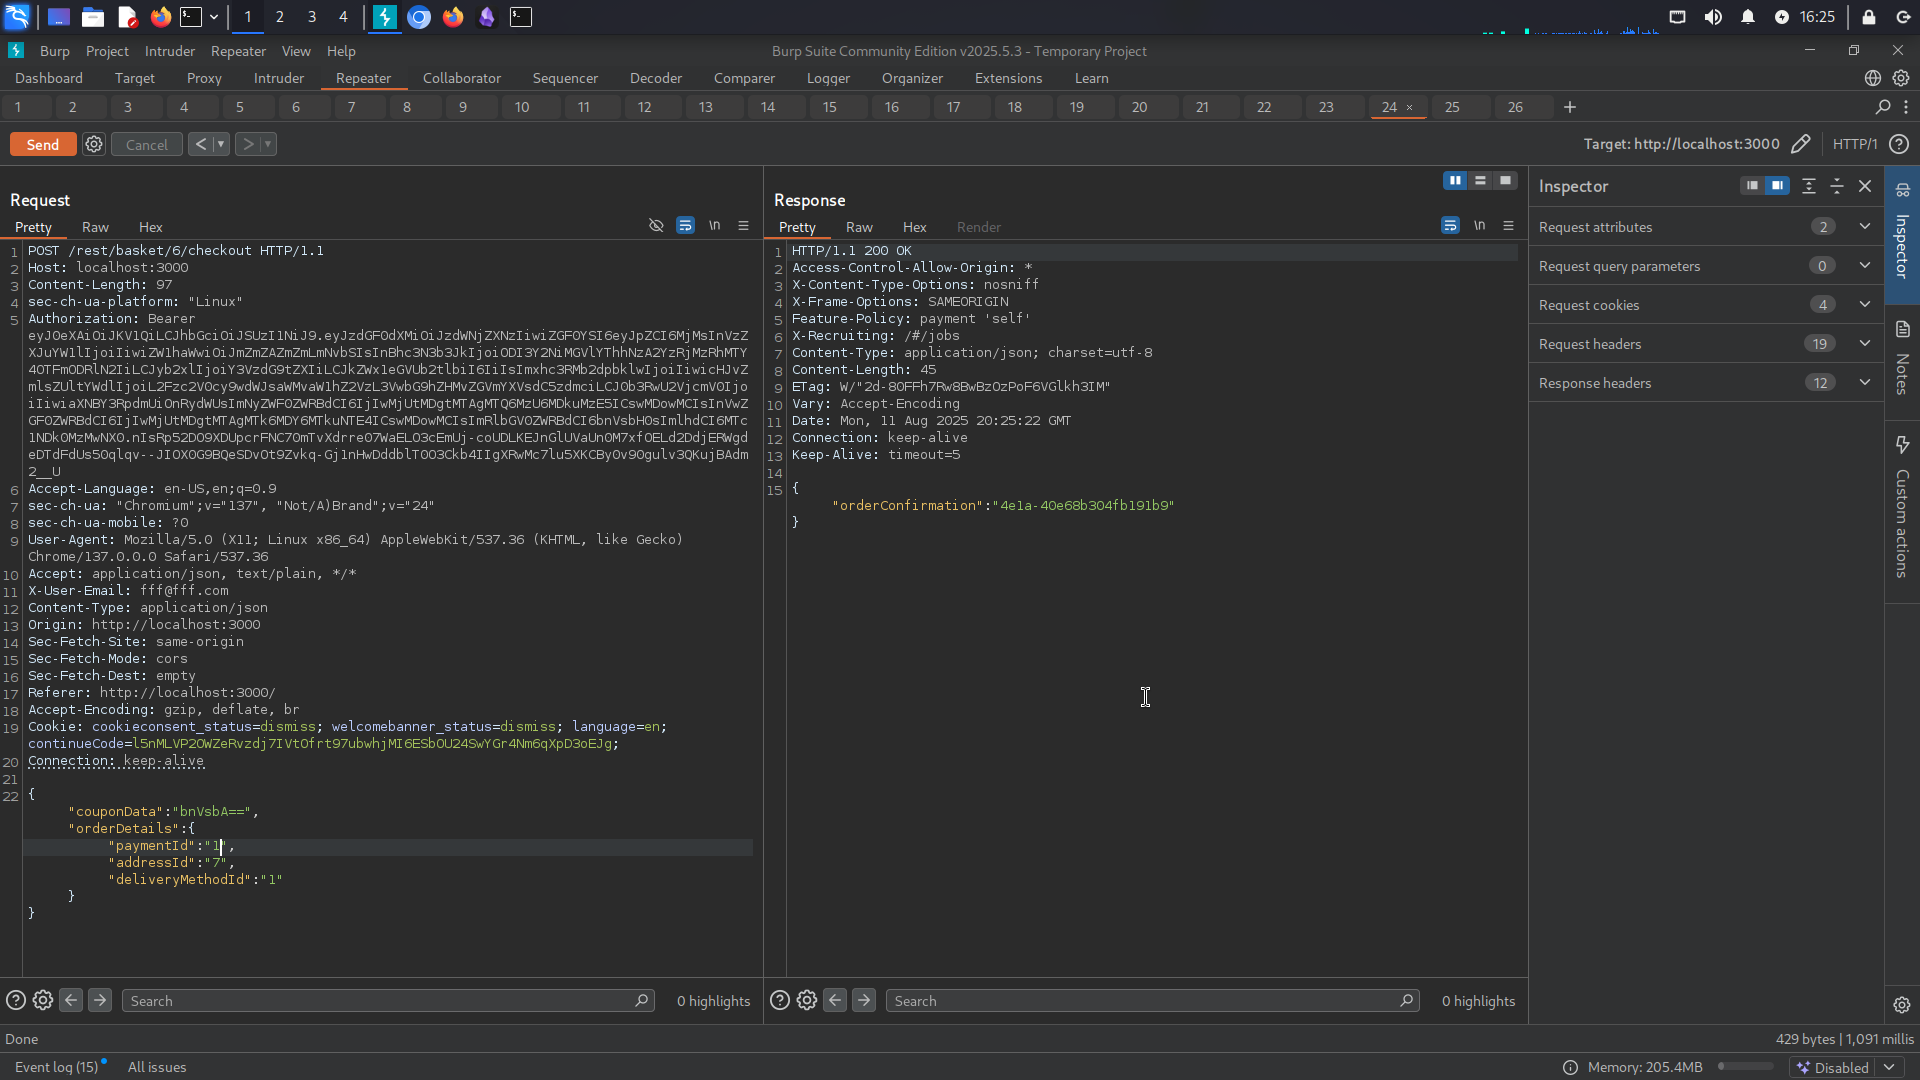 1 2 3 4 16:25
Burp Project Intruder Repeater View Help Burp Suite Community Edition v2025.5.3 - Temporary Project
Dashboard Target Proxy Intruder Repeater Collaborator Sequencer Decoder Comparer Logger Organizer Extensions Learn
1 2 3 4 5 6 7 8 9 10 11 12 13 14 15 16 17 18 19 20 21 22 23 24 × 25 26 +
Send Cancel < > Target: http://localhost:3000 HTTP/1
Request
Pretty Raw Hex \n
1 POST /rest/basket/6/checkout HTTP/1.1
2 Host: localhost:3000
3 Content-Length: 97
4 sec-ch-ua-platform: "Linux"
5 Authorization: Bearer
2__U
6 Accept-Language: en-US,en;q=0.9
7 sec-ch-ua: "Chromium";v="137", "Not/A)Brand";v="24"
8 sec-ch-ua-mobile: ?0
9 User-Agent: Mozilla/5.0 (X11; Linux x86_64) AppleWebKit/537.36 (KHTML, like Gecko)
Chrome/137.0.0.0 Safari/537.36
10 Accept: application/json, text/plain, */*
11 X-User-Email: fff@fff.com
12 Content-Type: application/json
13 Origin: http://localhost:3000
14 Sec-Fetch-Site: same-origin
15 Sec-Fetch-Mode: cors
16 Sec-Fetch-Dest: empty
17 Referer: http://localhost:3000/
18 Accept-Encoding: gzip, deflate, br
19 Cookie: cookieconsent_status=dismiss; welcomebanner_status=dismiss; language=en;
20 Connection: keep-alive
21
22 {
"couponData":"bnVsbA==",
"orderDetails":{
"paymentId":"1",
"addressId":"7",
"deliveryMethodId":"1"
}
}
Search 0 highlights
Response
Pretty Raw Hex Render \n
1 HTTP/1.1 200 OK
2 Access-Control-Allow-Origin: *
3 X-Content-Type-Options: nosniff
4 X-Frame-Options: SAMEORIGIN
5 Feature-Policy: payment 'self'
6 X-Recruiting: /#/jobs
7 Content-Type: application/json; charset=utf-8
8 Content-Length: 45
9 ETag: W/"2d-8OFFh7Rw8BwBzOzPoF6VGlkh3IM"
10 Vary: Accept-Encoding
11 Date: Mon, 11 Aug 2025 20:25:22 GMT
12 Connection: keep-alive
13 Keep-Alive: timeout=5
14
15 {
"orderConfirmation":"4e1a-40e68b304fb191b9"
}
Search 0 highlights
Inspector
Request attributes 2
Request query parameters 0
Request cookies 4
Request headers 19
Response headers 12
Inspector
Notes
Custom actions
Done 429 bytes | 1,091 millis
Event log (15) All issues Memory: 205.4MB Disabled